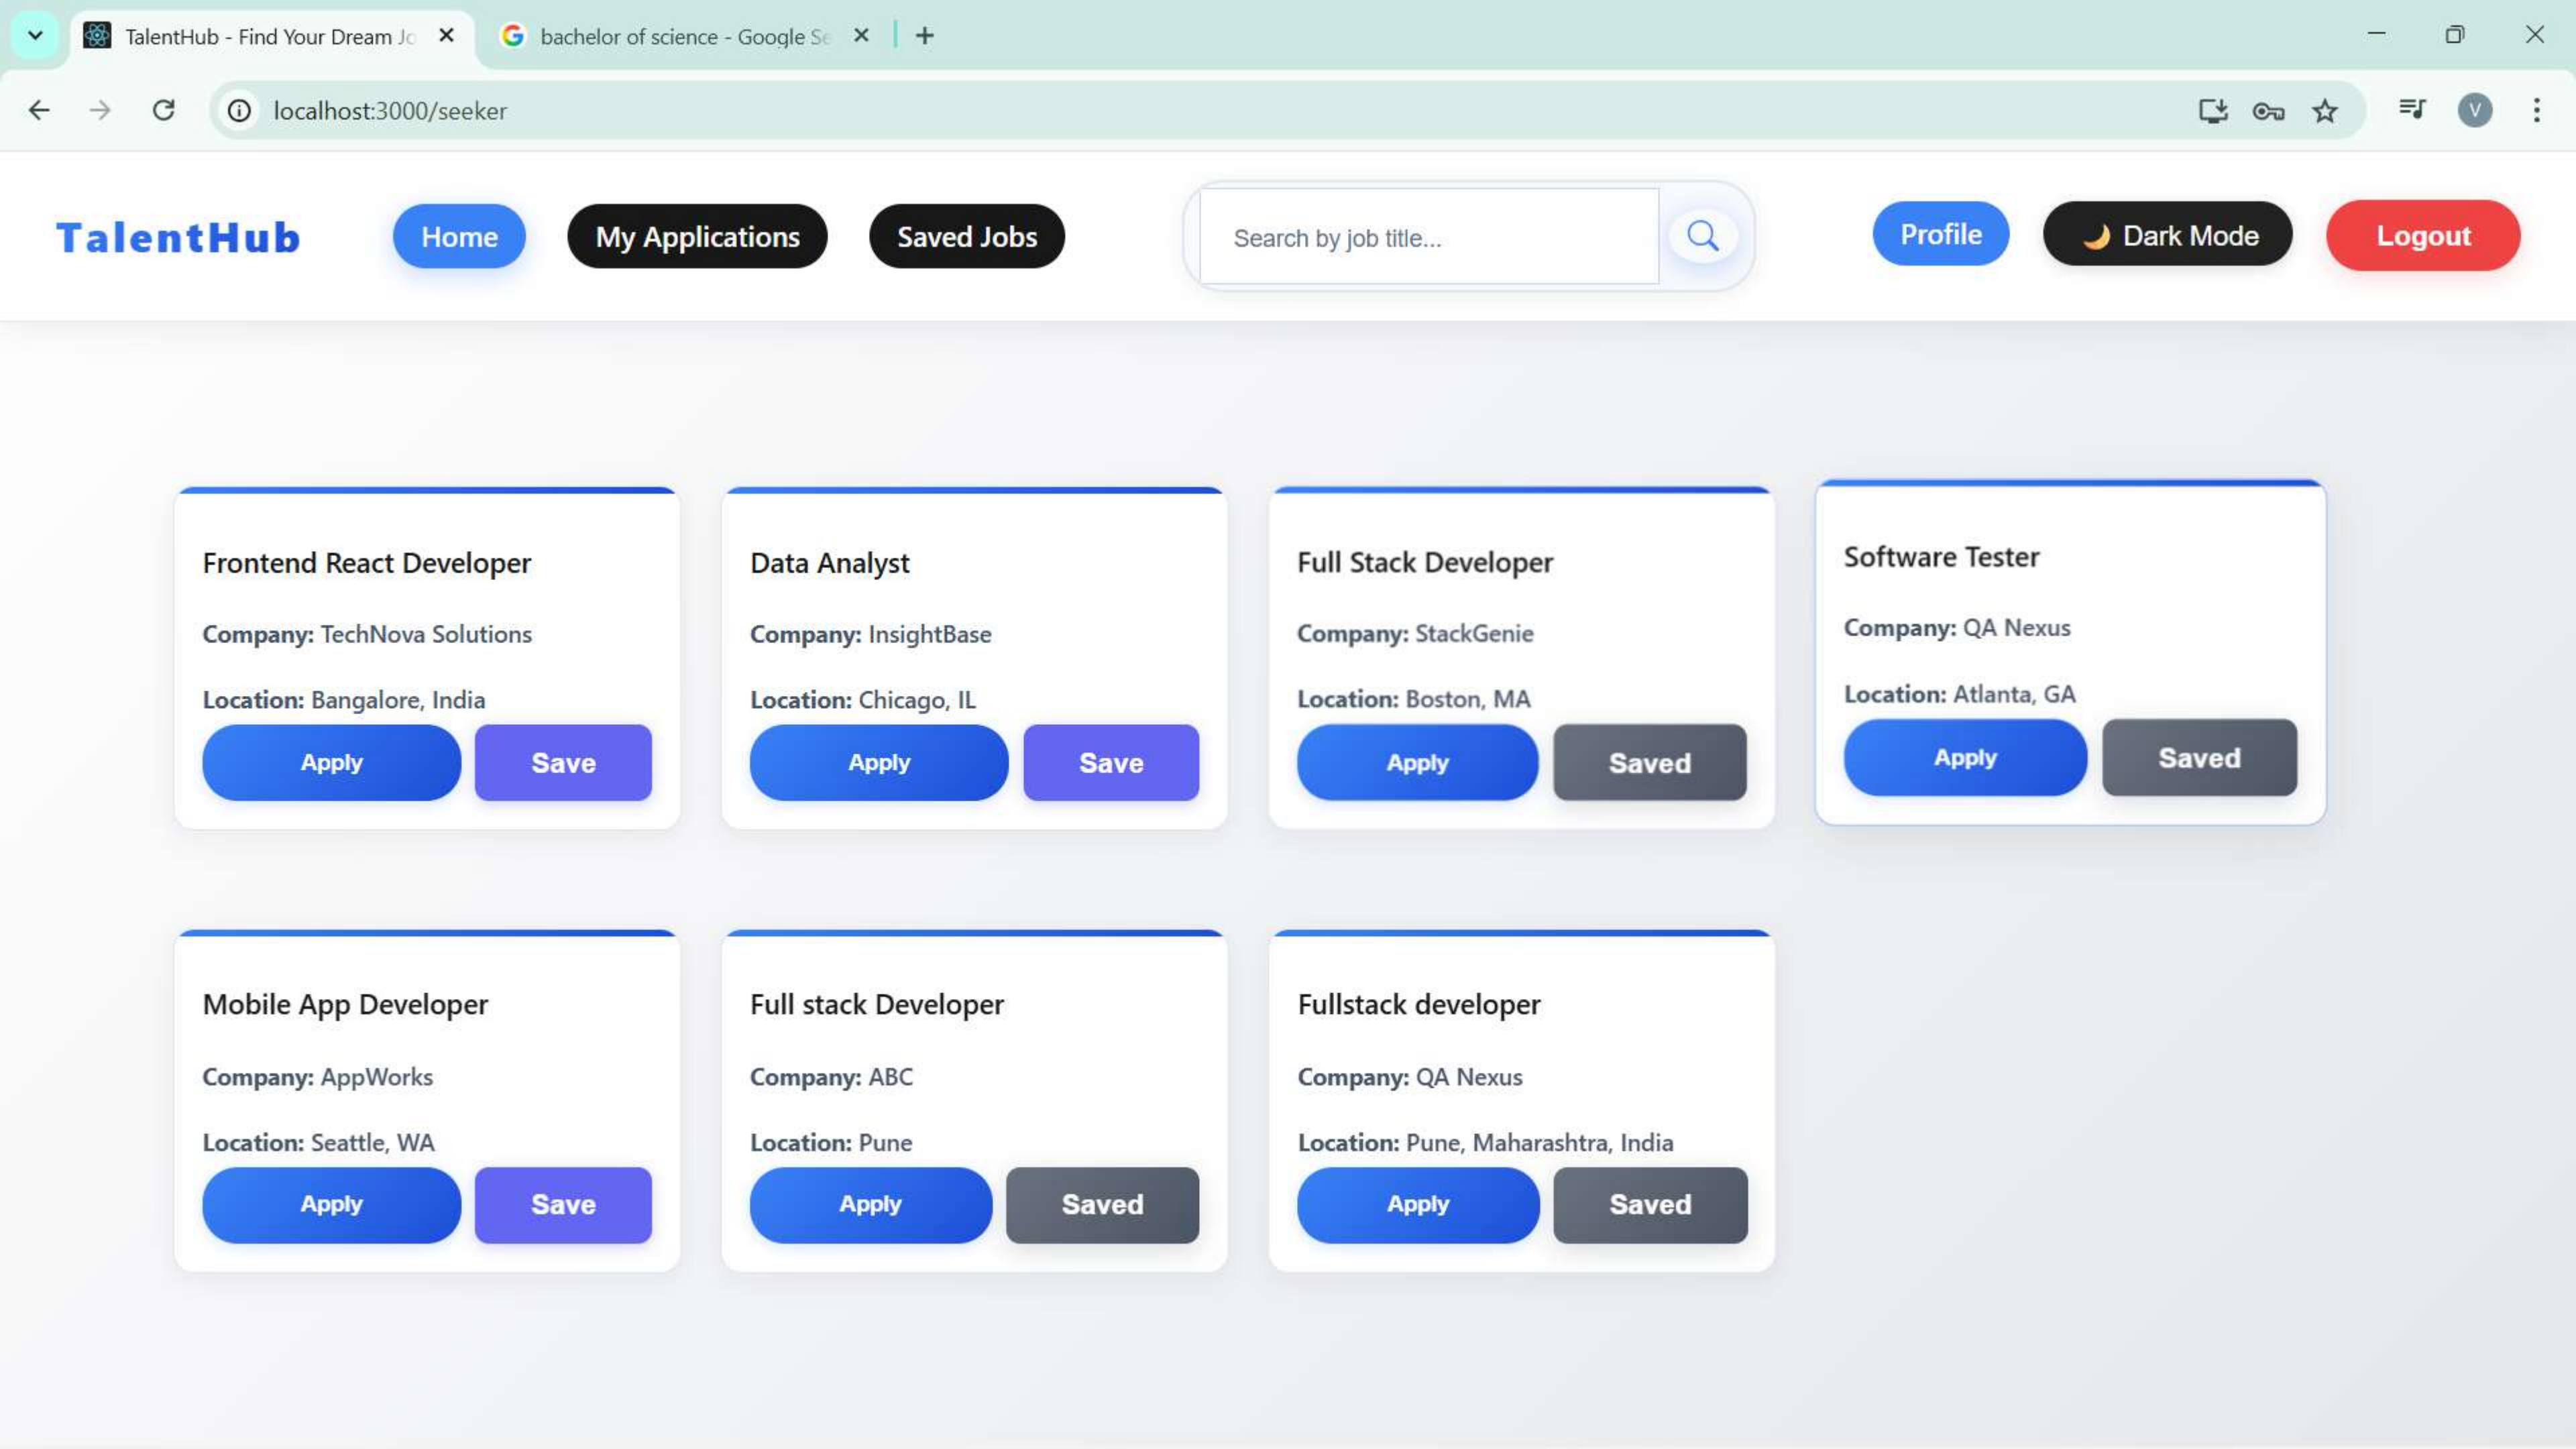 TalentHub - Find Your Dream Jo
bachelor of science - Google Se
localhost:3000/seeker
V
TalentHub
Home
My Applications
Saved Jobs
Search by job title...
Profile
Dark Mode
Logout
Frontend React Developer
Company: TechNova Solutions
Location: Bangalore, India
Apply
Save
Data Analyst
Company: InsightBase
Location: Chicago, IL
Apply
Save
Full Stack Developer
Company: StackGenie
Location: Boston, MA
Apply
Saved
Software Tester
Company: QA Nexus
Location: Atlanta, GA
Apply
Saved
Mobile App Developer
Company: AppWorks
Location: Seattle, WA
Apply
Save
Full stack Developer
Company: ABC
Location: Pune
Apply
Saved
Fullstack developer
Company: QA Nexus
Location: Pune, Maharashtra, India
Apply
Saved